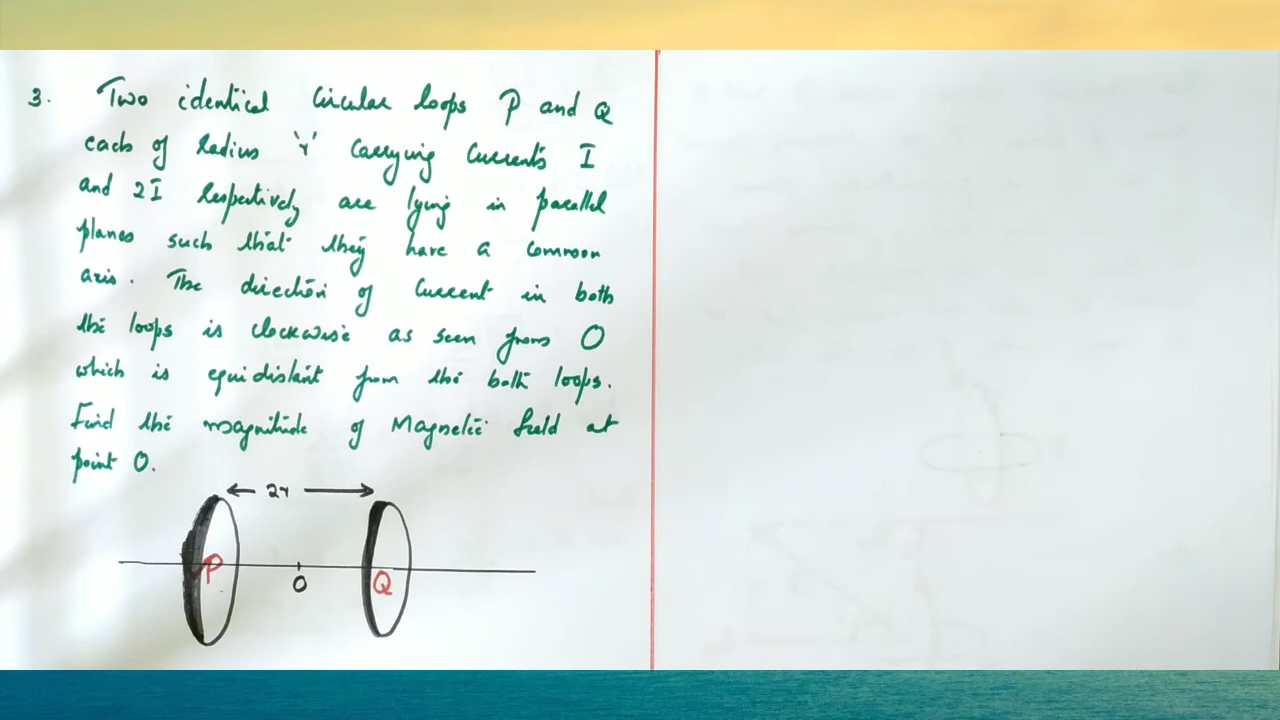 3. Two identical Circular loops P and Q
each of radius 'r' Carrying Currents I
and 2I respectively are lying in parallel
planes such that they have a common
axis. The direction of Current in both
the loops is clockwise as seen from O
which is equidistant from the both loops.
Find the magnitude of Magnetic field at
point O.
2r
P
O
Q